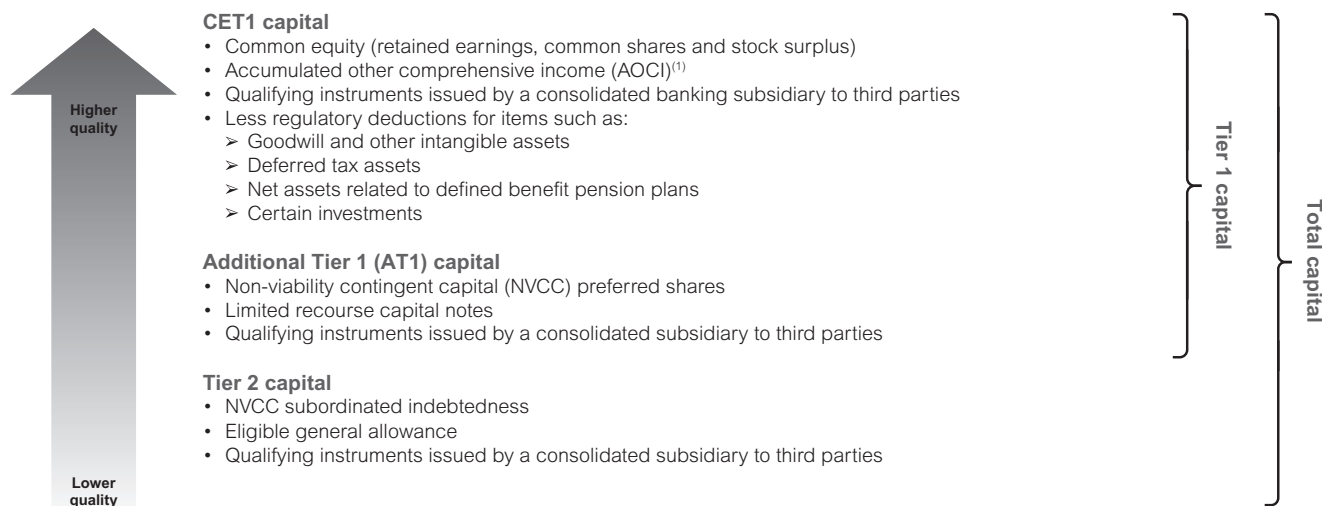 CET1 capital
• Common equity (retained earnings, common shares and stock surplus)
• Accumulated other comprehensive income (AOCI)(1)
• Qualifying instruments issued by a consolidated banking subsidiary to third parties
• Less regulatory deductions for items such as:
➢ Goodwill and other intangible assets
➢ Deferred tax assets
➢ Net assets related to defined benefit pension plans
➢ Certain investments
Additional Tier 1 (AT1) capital
• Non-viability contingent capital (NVCC) preferred shares
• Limited recourse capital notes
• Qualifying instruments issued by a consolidated subsidiary to third parties
Tier 2 capital
• NVCC subordinated indebtedness
• Eligible general allowance
• Qualifying instruments issued by a consolidated subsidiary to third parties
Higher
quality
Lower
quality
Tier 1 capital
Total capital